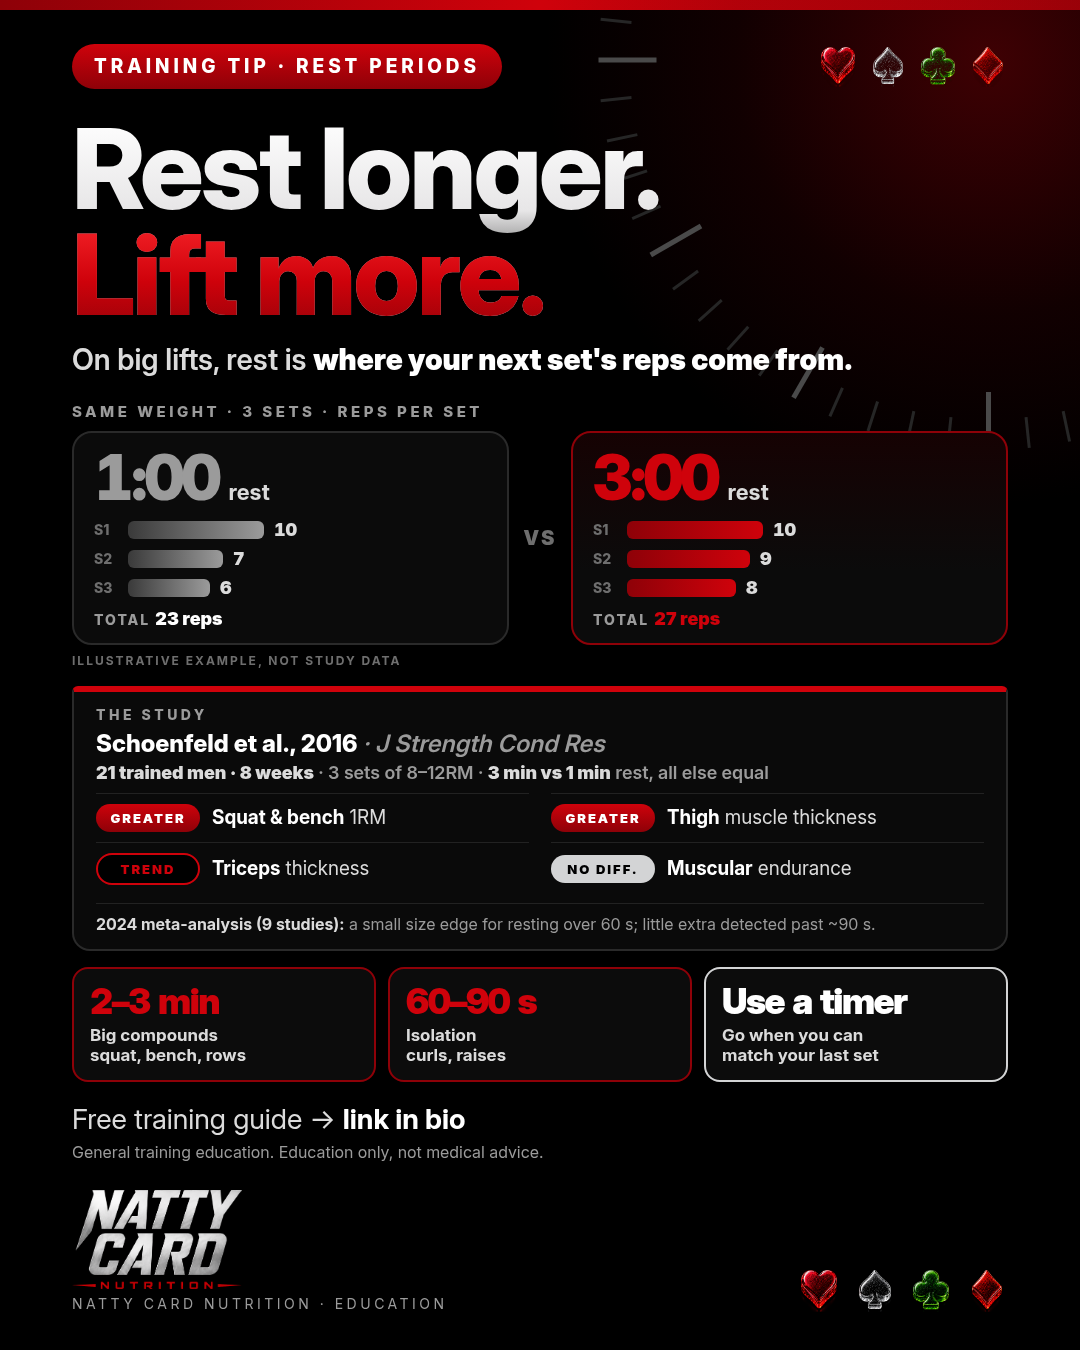 TRAINING TIP · REST PERIODS
Rest longer.
Lift more.
On big lifts, rest is where your next set's reps come from.
SAME WEIGHT · 3 SETS · REPS PER SET
1:00 rest
S1 10
S2 7
S3 6
TOTAL 23 reps
VS
3:00 rest
S1 10
S2 9
S3 8
TOTAL 27 reps
ILLUSTRATIVE EXAMPLE, NOT STUDY DATA
THE STUDY
Schoenfeld et al., 2016 · J Strength Cond Res
21 trained men · 8 weeks · 3 sets of 8–12RM · 3 min vs 1 min rest, all else equal
GREATER Squat & bench 1RM
GREATER Thigh muscle thickness
TREND Triceps thickness
NO DIFF. Muscular endurance
2024 meta-analysis (9 studies): a small size edge for resting over 60 s; little extra detected past ~90 s.
2–3 min
Big compounds
squat, bench, rows
60–90 s
Isolation
curls, raises
Use a timer
Go when you can
match your last set
Free training guide → link in bio
General training education. Education only, not medical advice.
NATTY
CARD
NUTRITION
NATTY CARD NUTRITION · EDUCATION